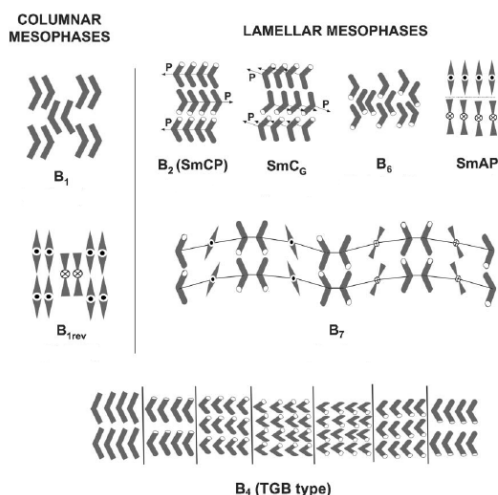 COLUMNAR
MESOPHASES
LAMELLAR MESOPHASES
B1
P
P
P
B2 (SmCP)
P
P
P
SmCG
B6
SmAP
B1rev
B7
B4 (TGB type)